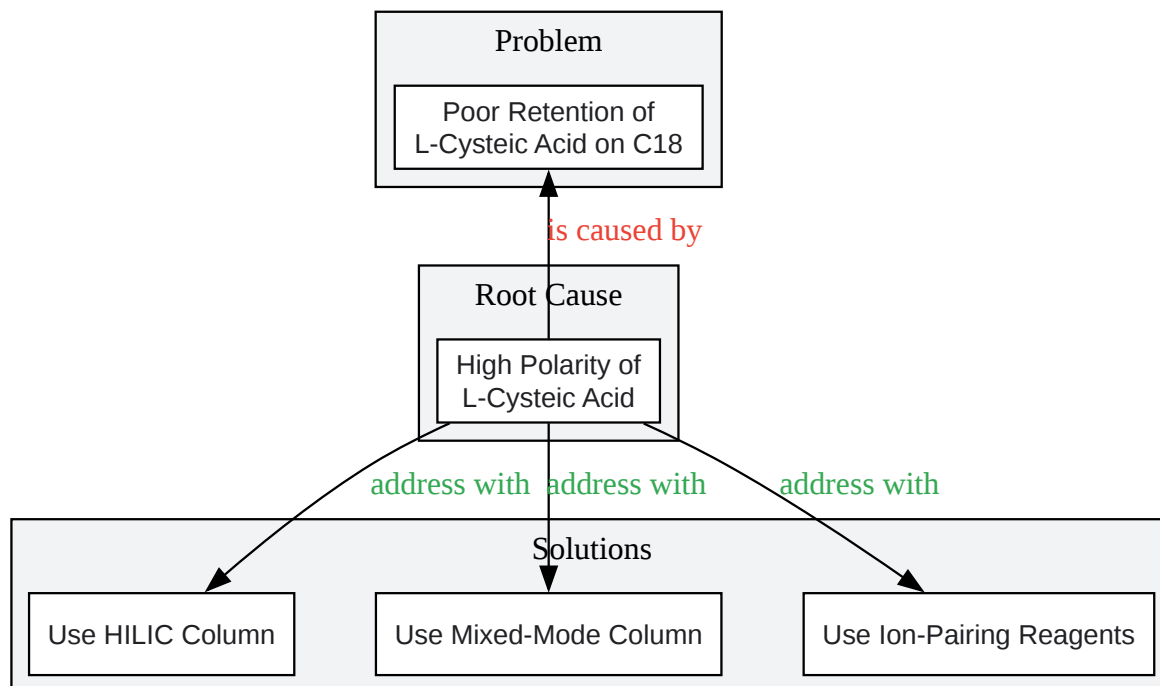 Problem
Poor Retention of
L-Cysteic Acid on C18
is caused by
Root Cause
High Polarity of
L-Cysteic Acid
address with
address with
address with
Solutions
Use HILIC Column
Use Mixed-Mode Column
Use Ion-Pairing Reagents